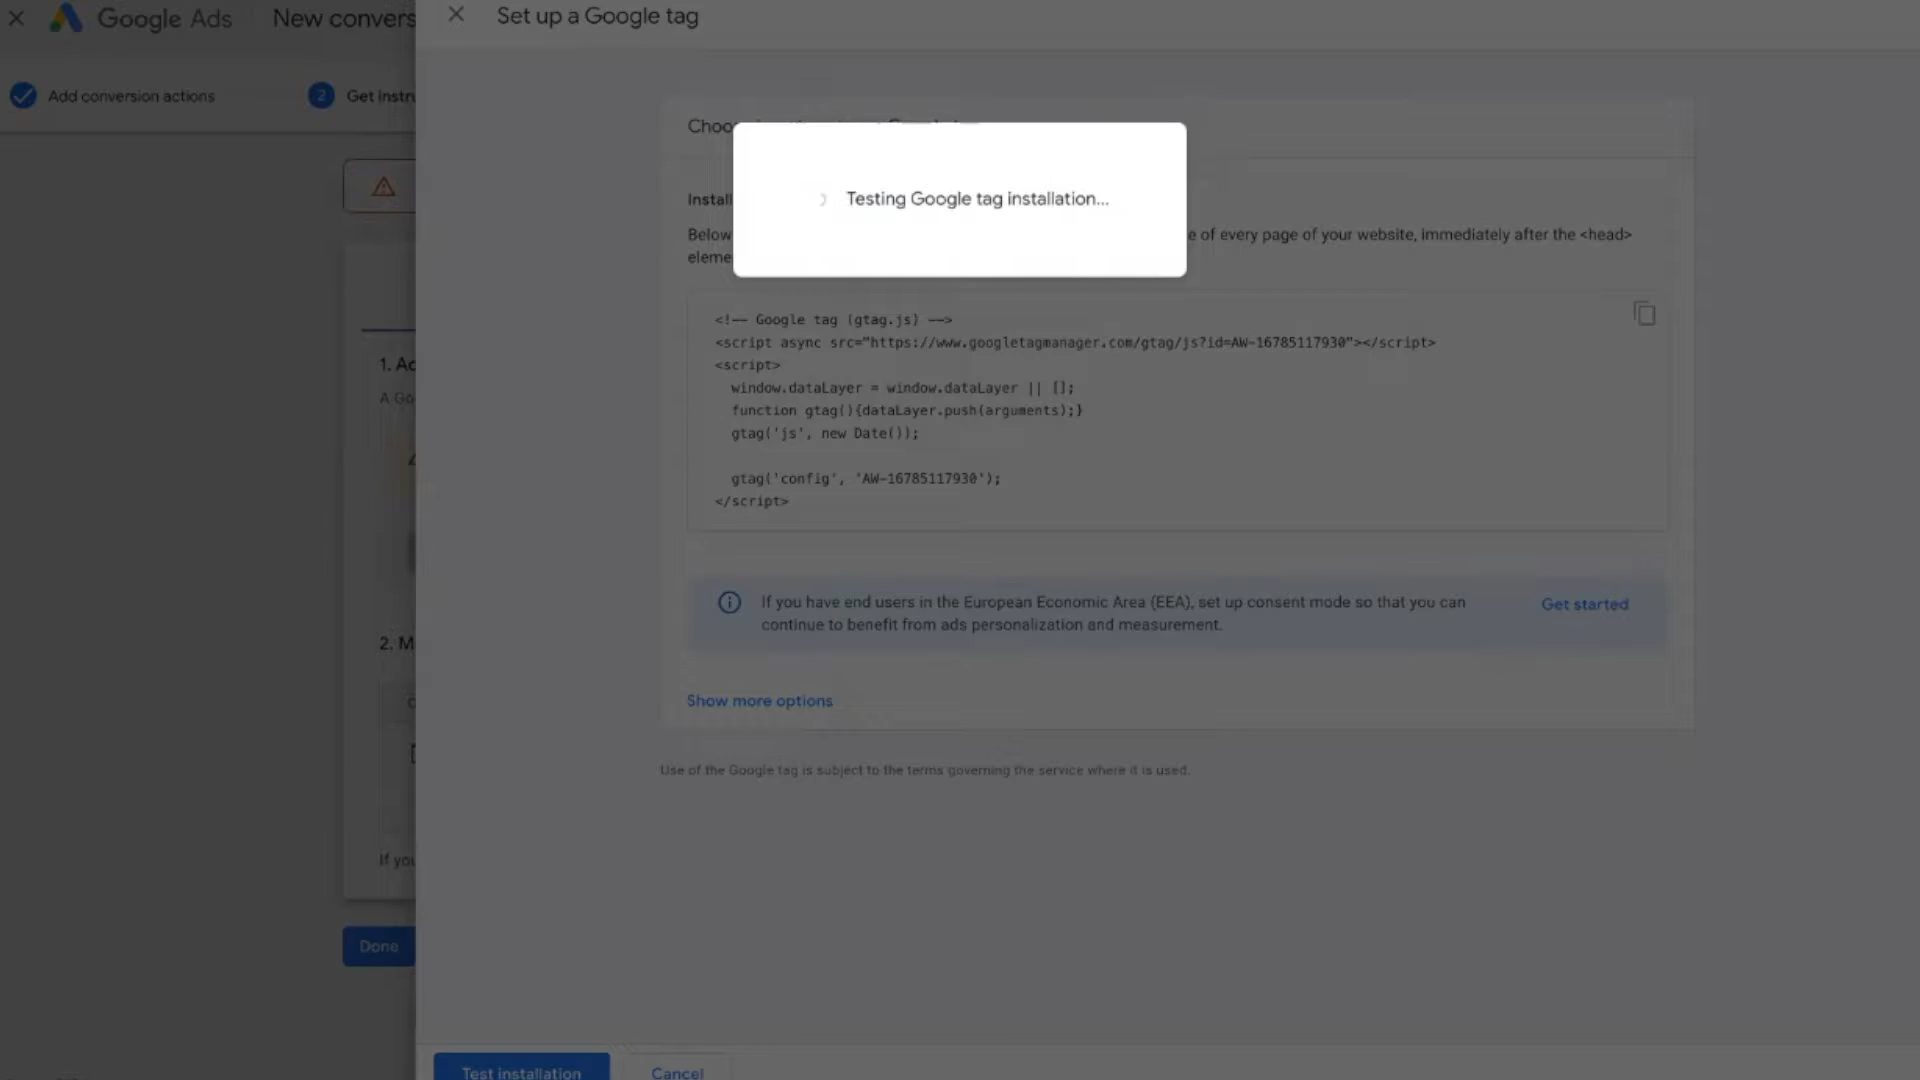 Google Ads
New convers
Set up a Google tag
Add conversion actions
2
Get instru
Choo
Testing Google tag installation...
Install
Below
e of every page of your website, immediately after the <head>
eleme
<!-- Google tag (gtag.js) -->
<script async src="https://www.googletagmanager.com/gtag/js?id=AW-16785117930"></script>
<script>
window.dataLayer = window.dataLayer || [];
function gtag(){dataLayer.push(arguments);}
gtag('js', new Date());
gtag('config', 'AW-16785117930');
</script>
1. Ac
A Go
If you have end users in the European Economic Area (EEA), set up consent mode so that you can
continue to benefit from ads personalization and measurement.
Get started
2. M
Show more options
Use of the Google tag is subject to the terms governing the service where it is used.
If you
Done
Test installation
Cancel